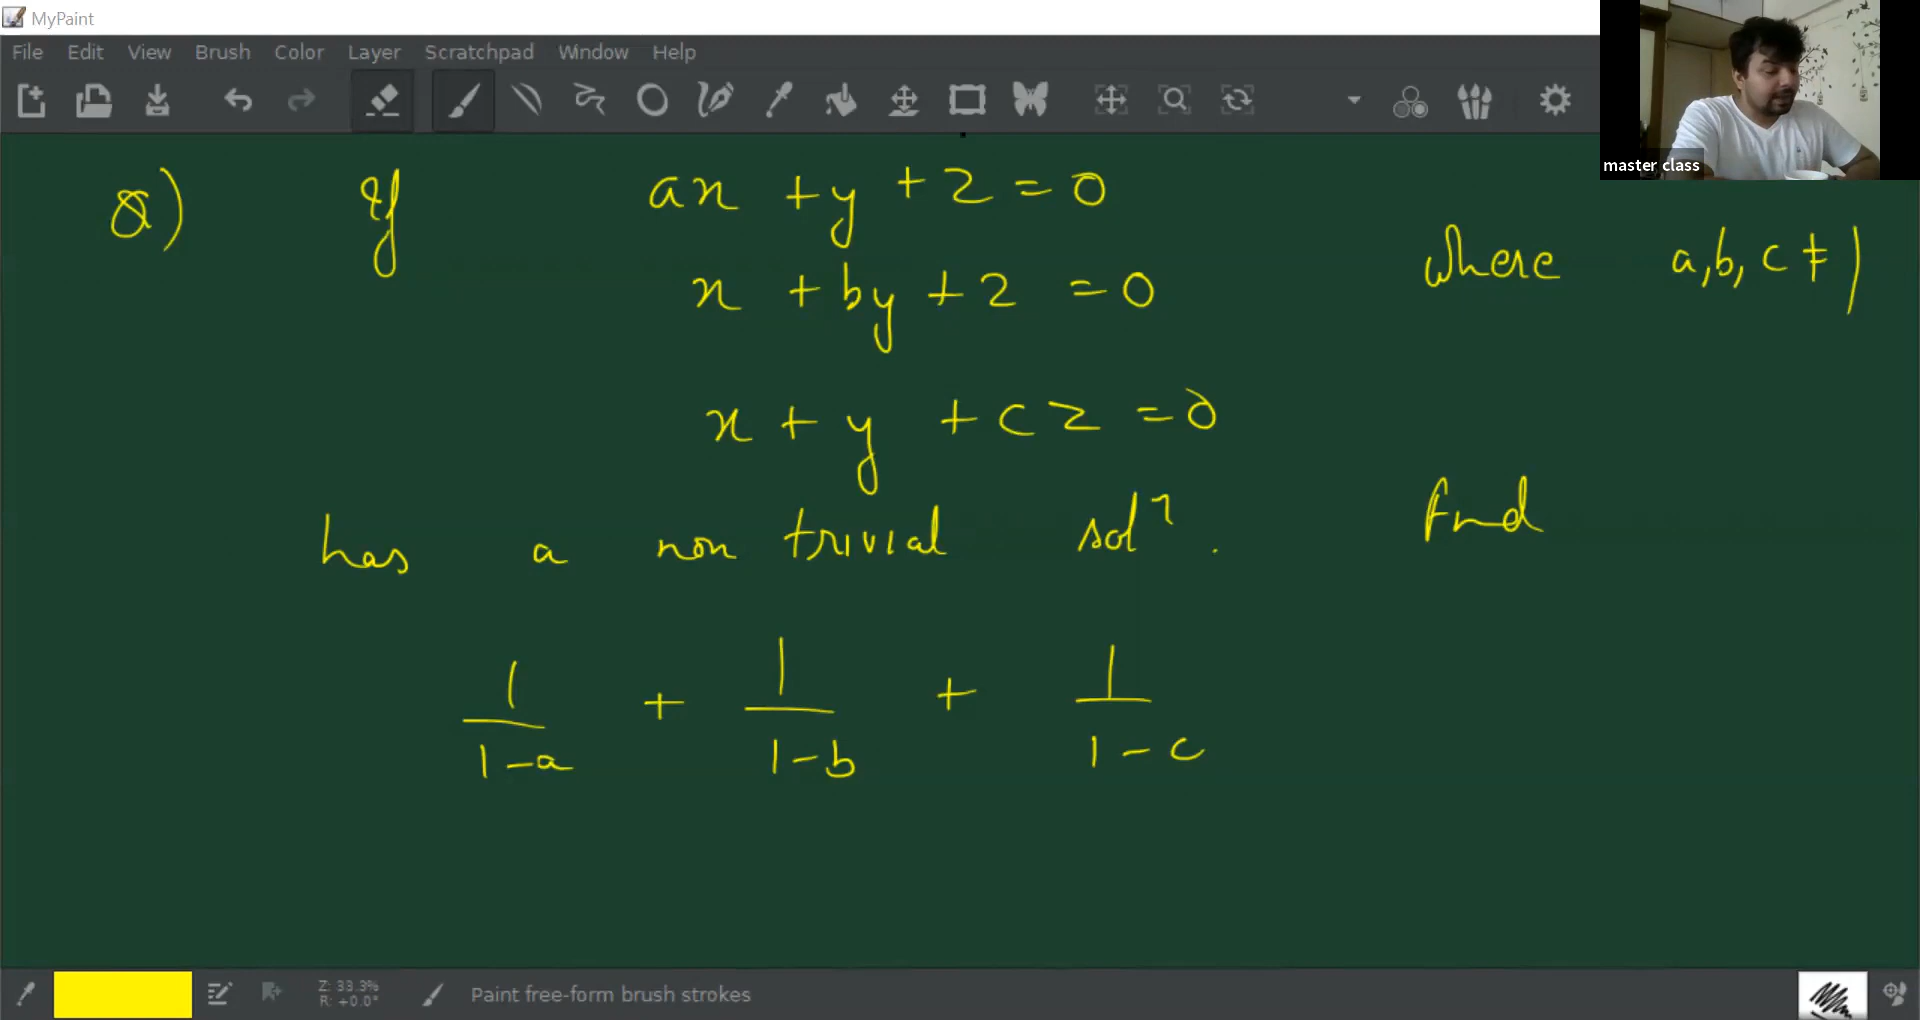 MyPaint
File Edit View Brush Color Layer Scratchpad Window Help
master class
Q) If ax + y + z = 0
where a, b, c ≠ 1
x + by + z = 0
x + y + cz = 0
has a non trivial solⁿ. find
1/(1-a) + 1/(1-b) + 1/(1-c)
Z: 33.3%
R: +0.0°
Paint free-form brush strokes